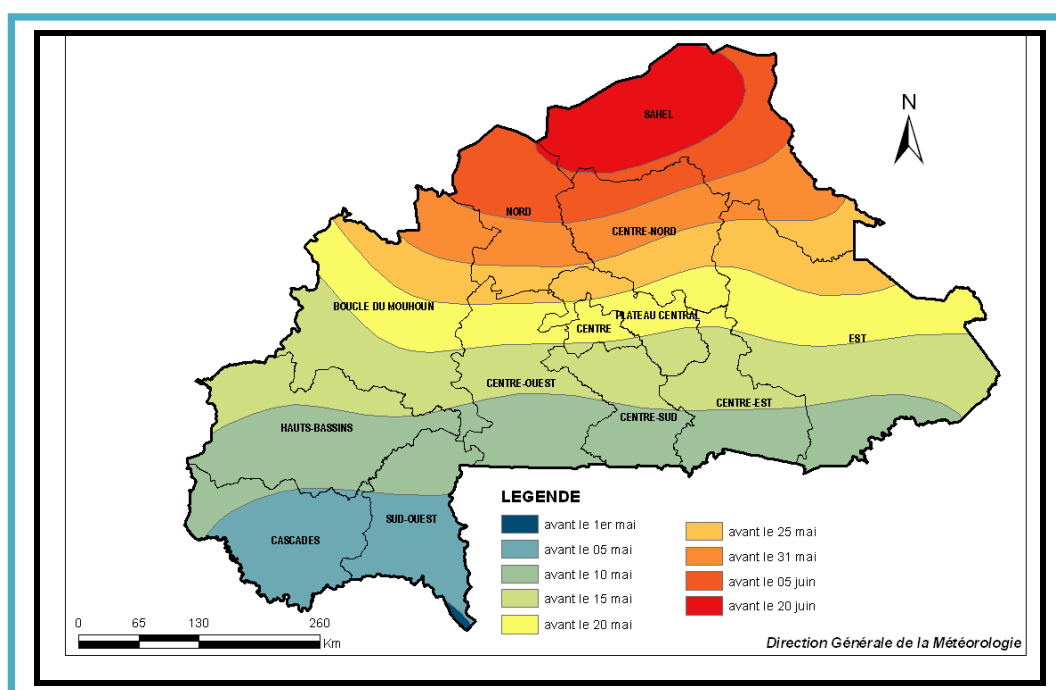 N
SAHEL
NORD
CENTRE-NORD
BOUCLE DU MOUHOUN
PLATEAU CENTRAL
CENTRE
EST
CENTRE-OUEST
CENTRE-EST
CENTRE-SUD
HAUTS-BASSINS
SUD-OUEST
CASCADES
LEGENDE
avant le 1er mai
avant le 05 mai
avant le 10 mai
avant le 15 mai
avant le 20 mai
avant le 25 mai
avant le 31 mai
avant le 05 juin
avant le 20 juin
0 65 130 260
Km
Direction Générale de la Météorologie